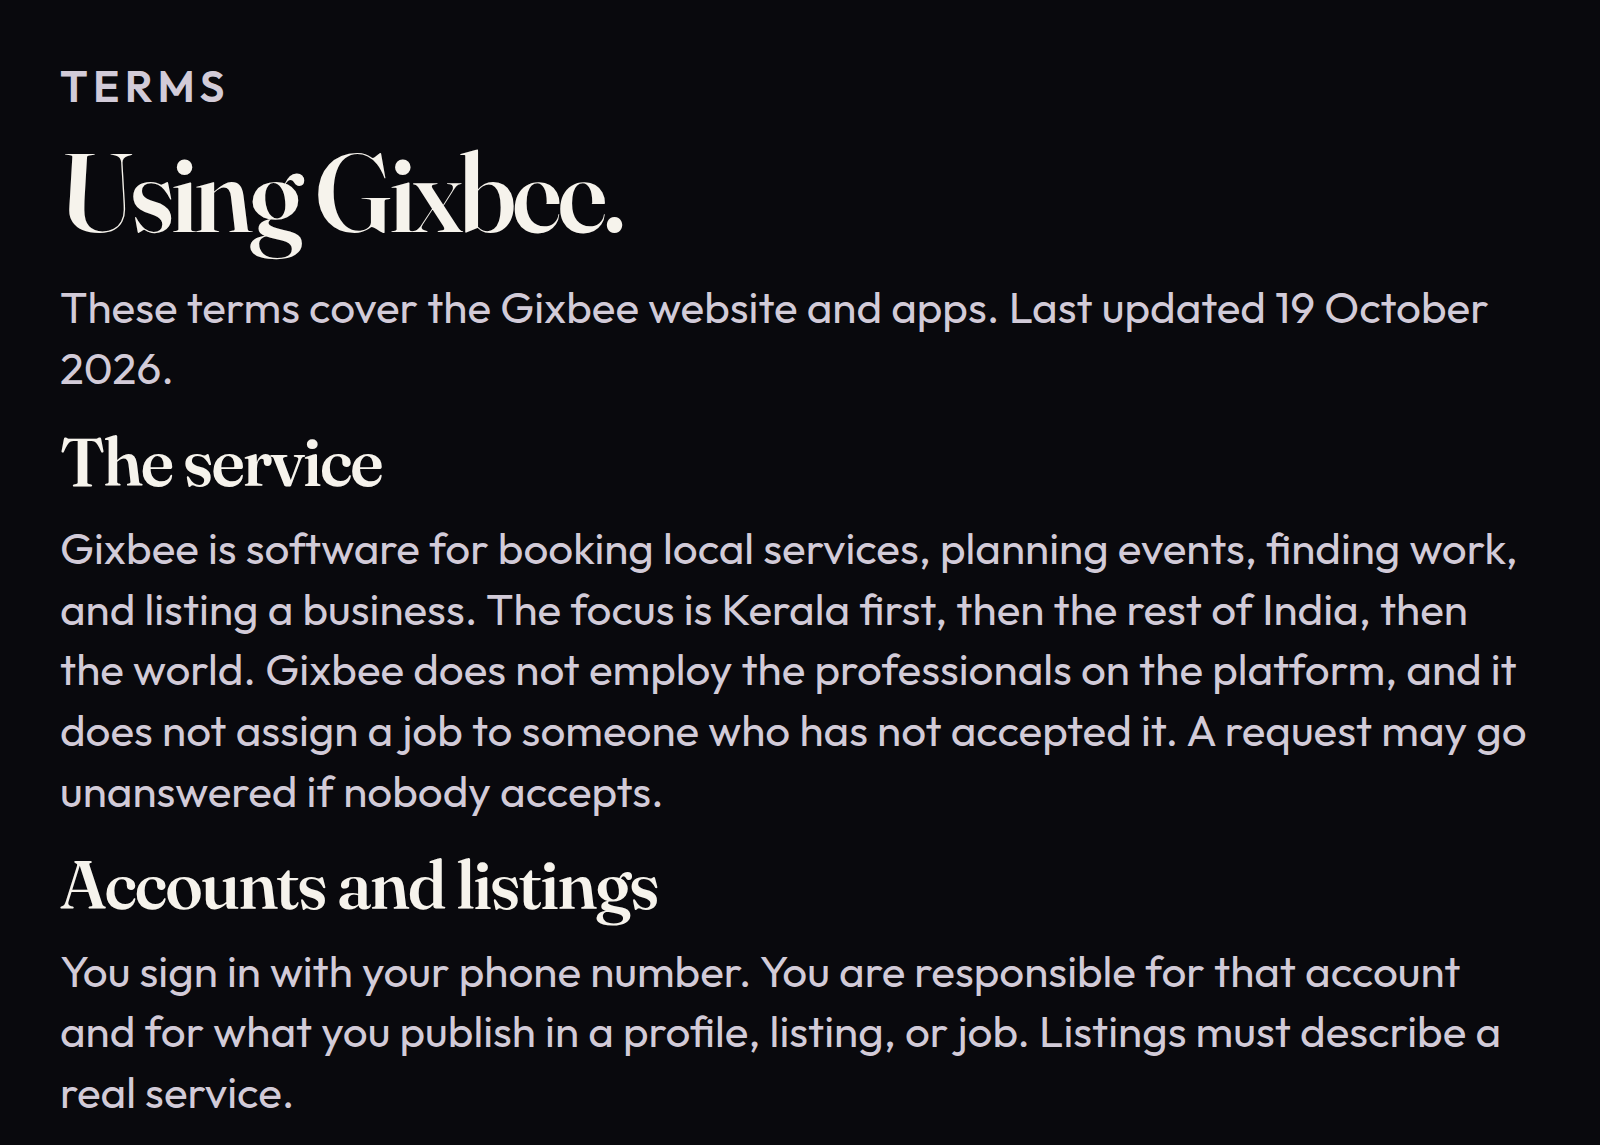 TERMS
Using Gixbee.
These terms cover the Gixbee website and apps. Last updated 19 October
2026.
The service
Gixbee is software for booking local services, planning events, finding work,
and listing a business. The focus is Kerala first, then the rest of India, then
the world. Gixbee does not employ the professionals on the platform, and it
does not assign a job to someone who has not accepted it. A request may go
unanswered if nobody accepts.
Accounts and listings
You sign in with your phone number. You are responsible for that account
and for what you publish in a profile, listing, or job. Listings must describe a
real service.